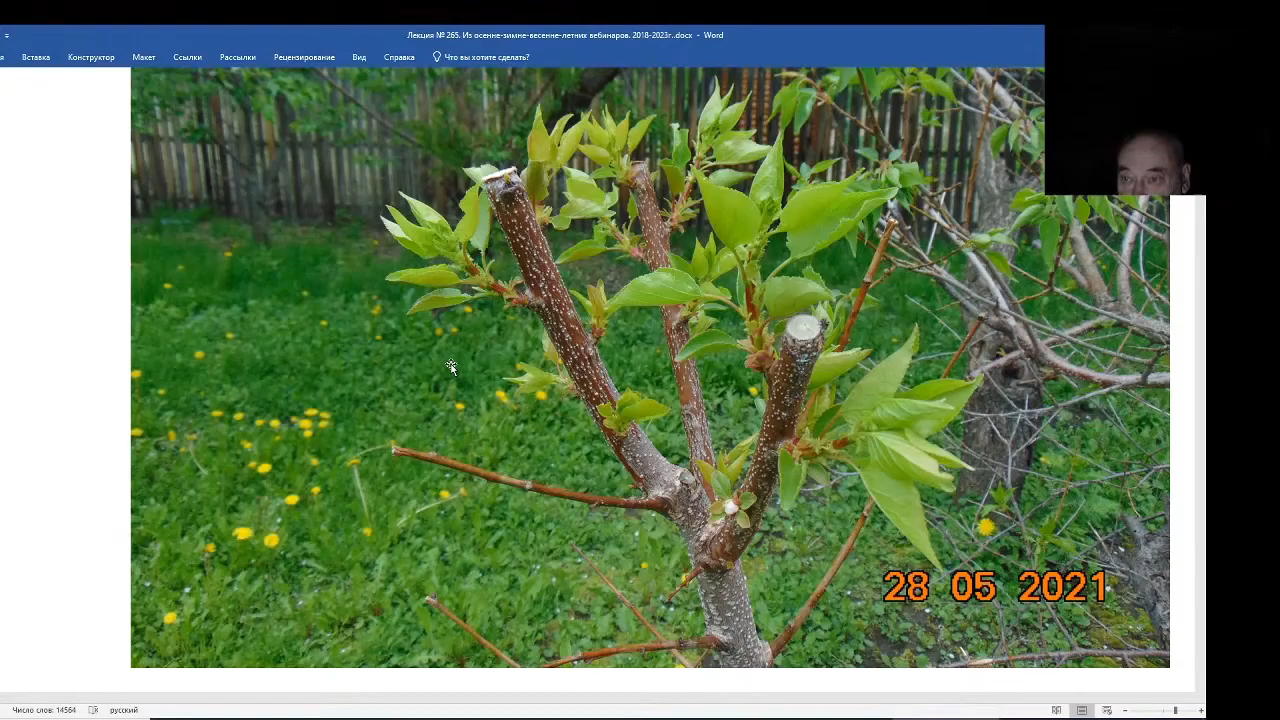 Лекция № 265. Из осенне-зимне-весенне-летних вебинаров. 2018-2023г..docx - Word
я Вставка Конструктор Макет Ссылки Рассылки Рецензирование Вид Справка Что вы хотите сделать?
28 05 2021
Число слов: 14564 русский